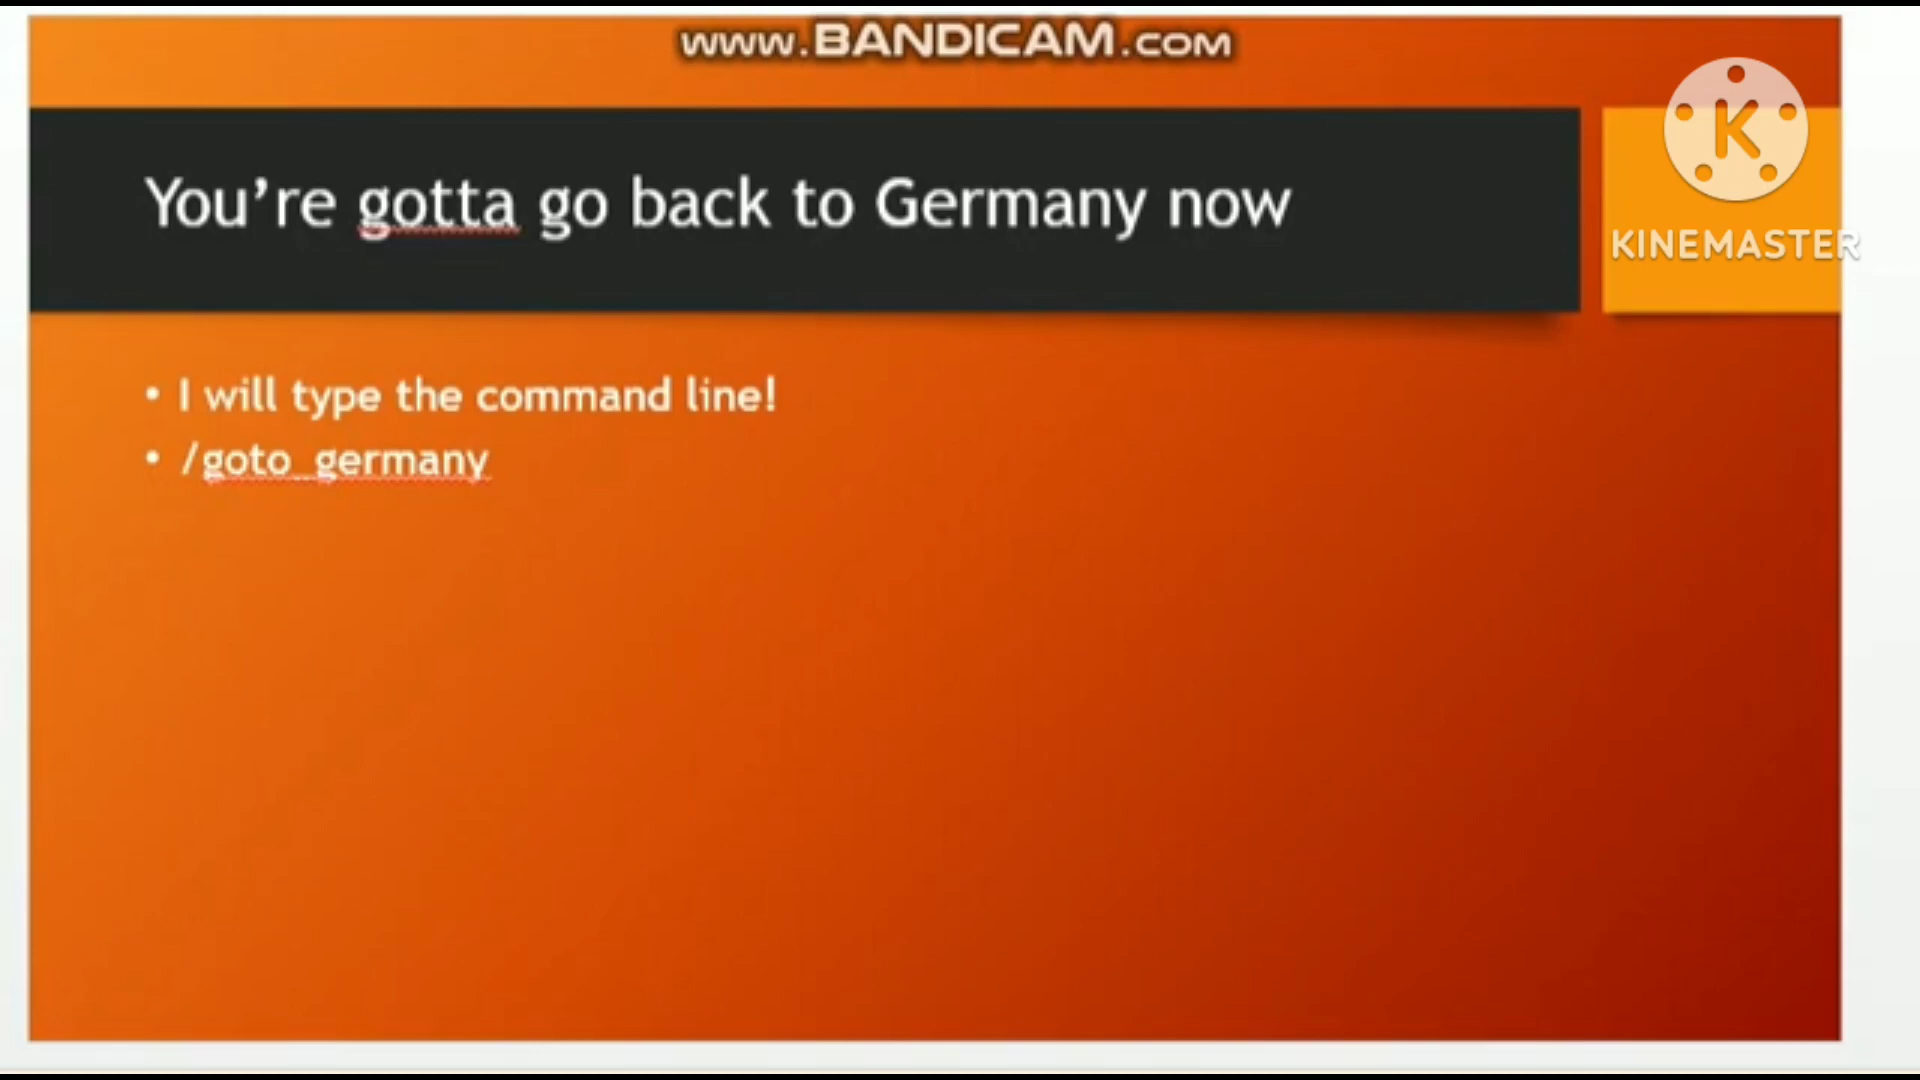 www.BANDICAM.com
K
KINEMASTER
You’re gotta go back to Germany now
• I will type the command line!
• /goto_germany